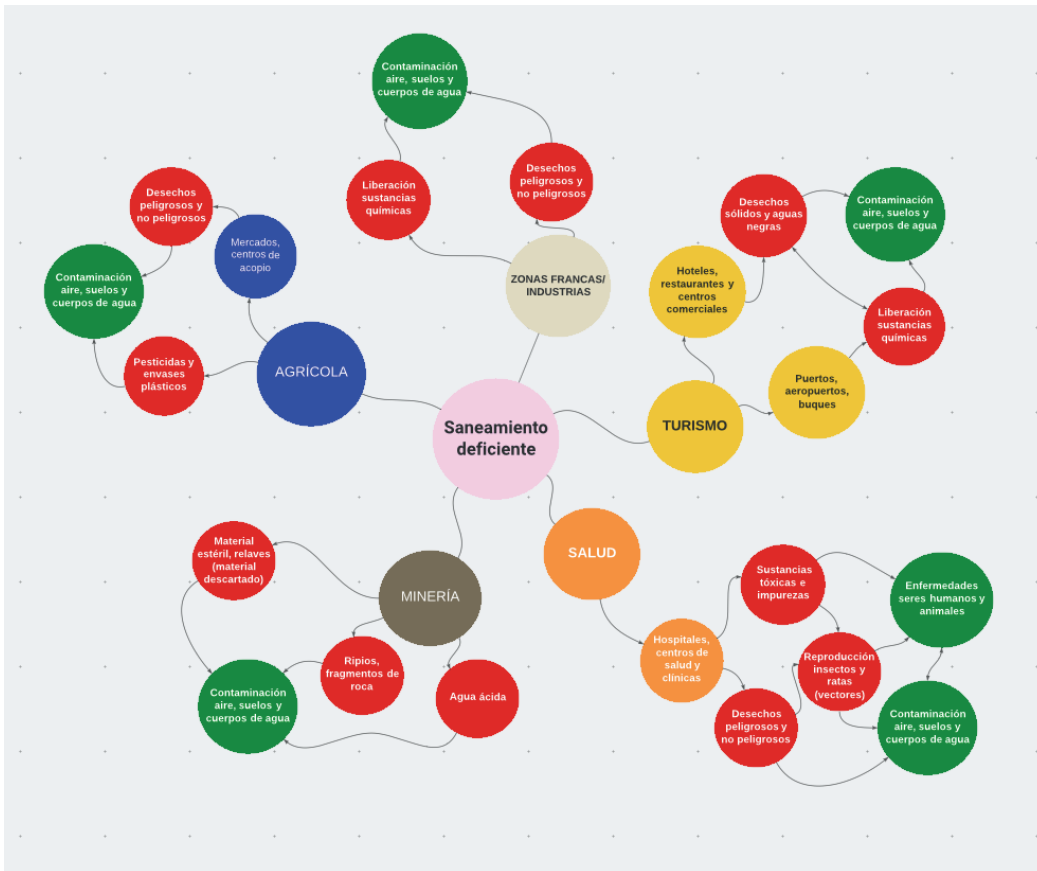 Contaminación
aire, suelos y
cuerpos de agua
Liberación
sustancias
químicas
Desechos
peligrosos y
no peligrosos
ZONAS FRANCAS/
INDUSTRIAS
Desechos
peligrosos y
no peligrosos
Mercados,
centros de
acopio
Contaminación
aire, suelos y
cuerpos de agua
Pesticidas y
envases
plásticos
AGRÍCOLA
Desechos
sólidos y aguas
negras
Contaminación
aire, suelos y
cuerpos de agua
Hoteles,
restaurantes y
centros
comerciales
Liberación
sustancias
químicas
Puertos,
aeropuertos,
buques
TURISMO
Saneamiento
deficiente
Material
estéril, relaves
(material
descartado)
MINERÍA
Ripios,
fragmentos de
roca
Agua ácida
Contaminación
aire, suelos y
cuerpos de agua
SALUD
Hospitales,
centros de
salud y
clínicas
Sustancias
tóxicas e
impurezas
Enfermedades
seres humanos y
animales
Reproducción
insectos y
ratas
(vectores)
Desechos
peligrosos y
no peligrosos
Contaminación
aire, suelos y
cuerpos de agua